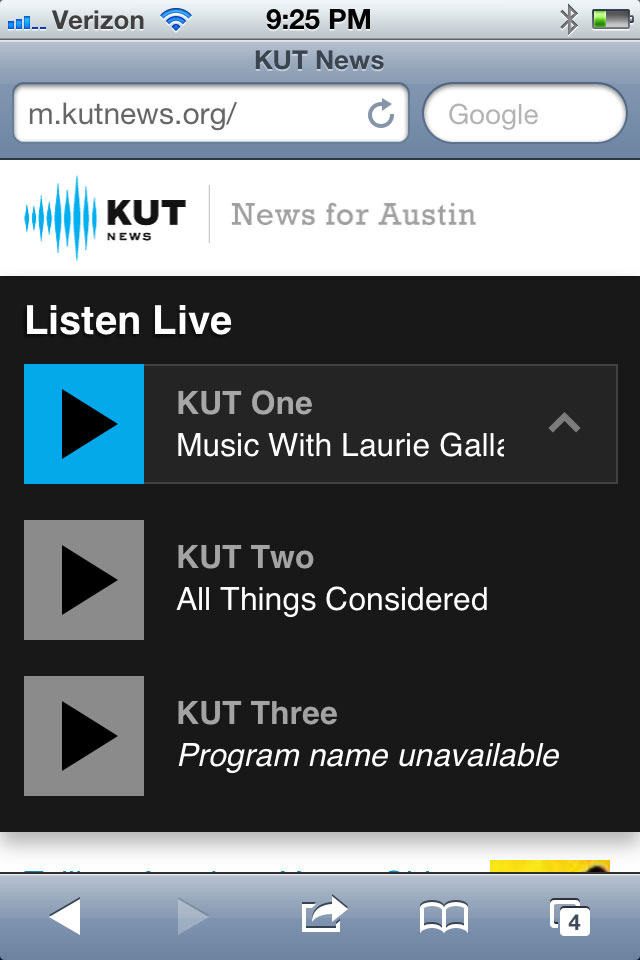 Verizon 9:25 PM
KUT News
m.kutnews.org/ Google
KUT
NEWS
News for Austin
Listen Live
KUT One
Music With Laurie Galla
KUT Two
All Things Considered
KUT Three
Program name unavailable
4